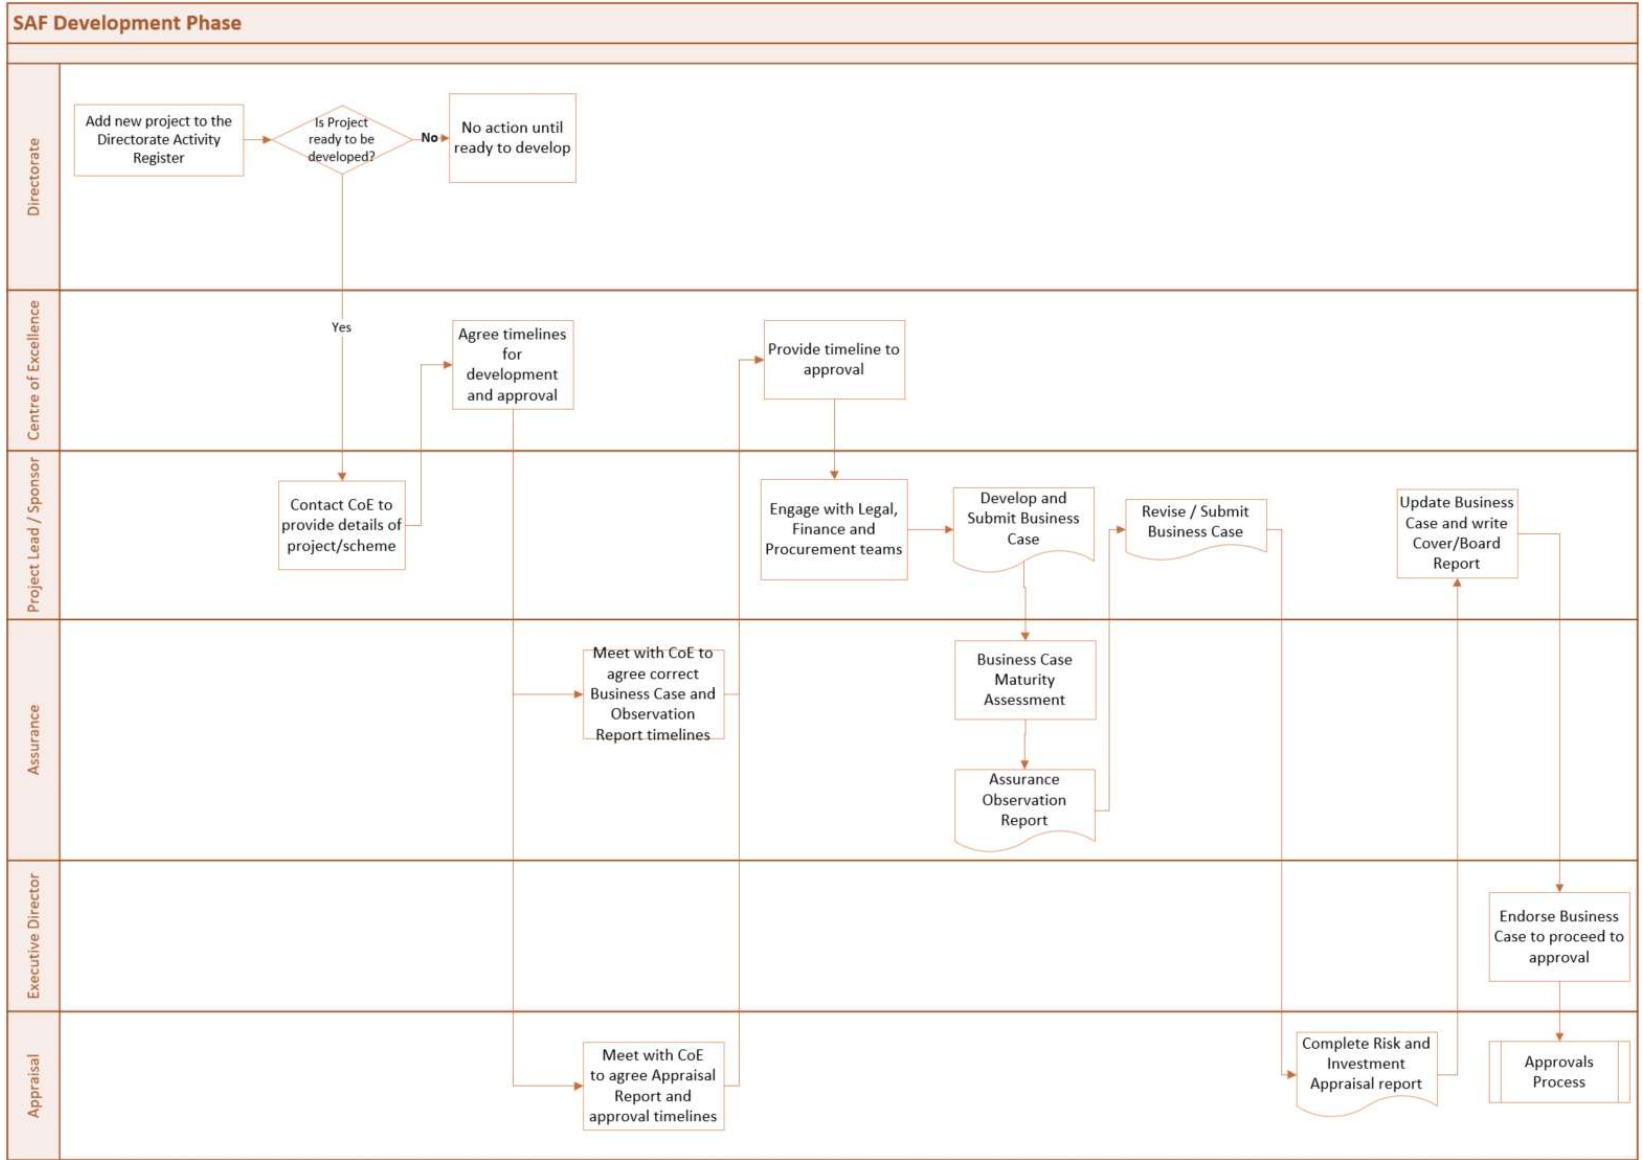 SAF Development Phase
Directorate
Add new project to the
Directorate Activity
Register
Is Project
ready to be
developed?
No
No action until
ready to develop
Centre of Excellence
Yes
Agree timelines
for
development
and approval
Provide timeline to
approval
Project Lead / Sponsor
Contact CoE to
provide details of
project/scheme
Engage with Legal,
Finance and
Procurement teams
Develop and
Submit Business
Case
Revise / Submit
Business Case
Update Business
Case and write
Cover/Board
Report
Assurance
Meet with CoE to
agree correct
Business Case and
Observation
Report timelines
Business Case
Maturity
Assessment
Assurance
Observation
Report
Executive Director
Endorse Business
Case to proceed to
approval
Appraisal
Meet with CoE
to agree Appraisal
Report and
approval timelines
Complete Risk and
Investment
Appraisal report
Approvals
Process